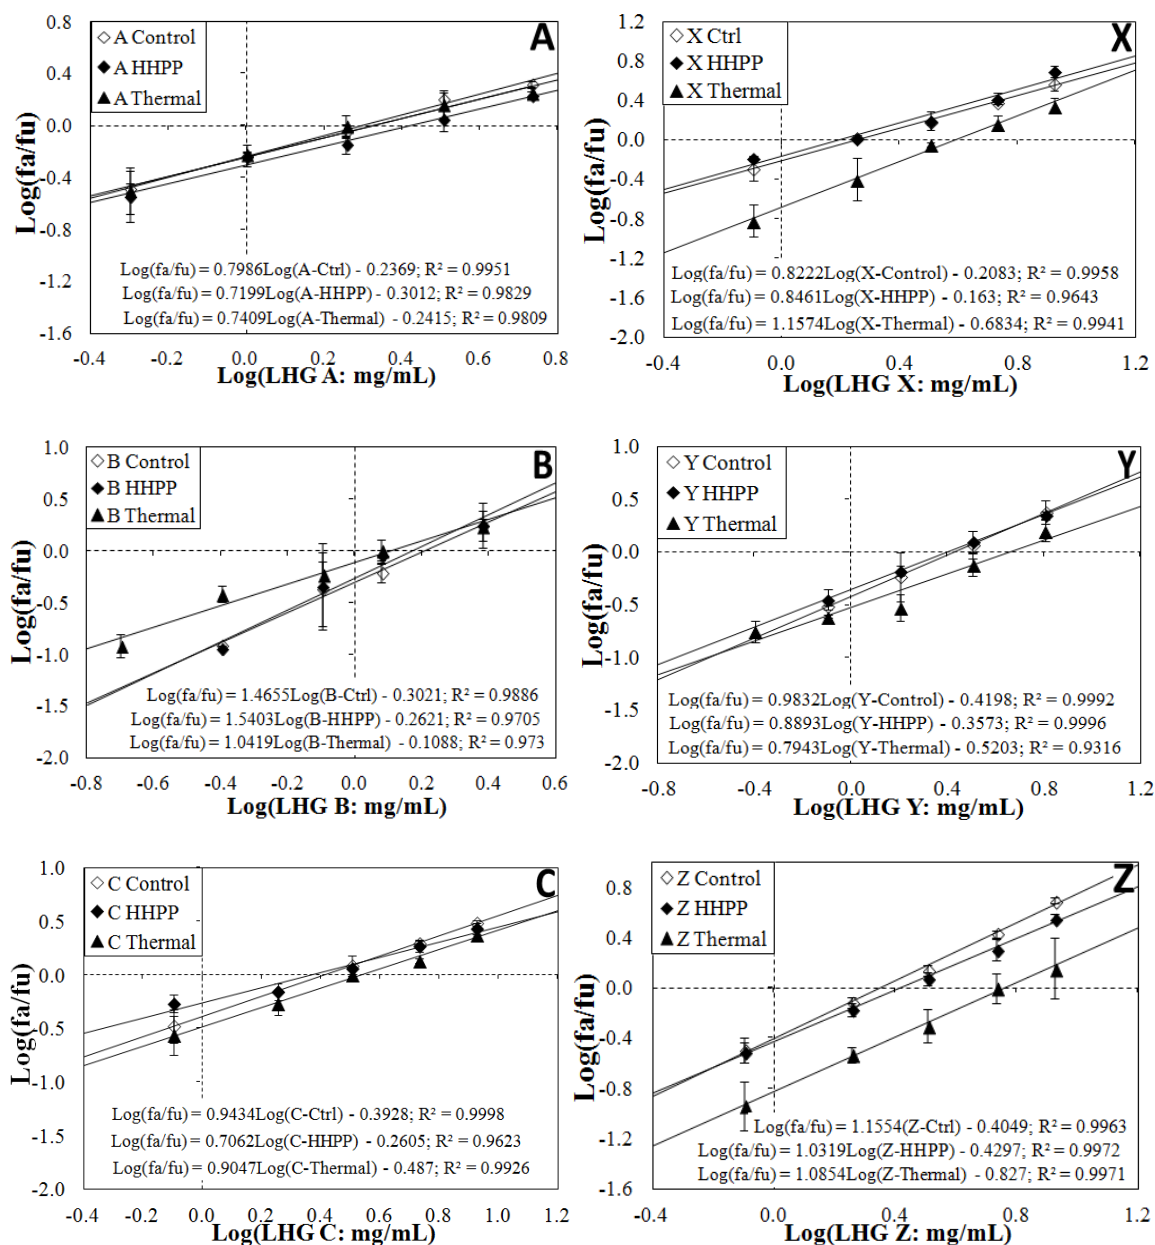 A
A Control
A HHPP
A Thermal
Log(fa/fu)
0.8
0.4
0.0
-0.4
-0.8
-1.2
-1.6
Log(fa/fu) = 0.7986Log(A-Ctrl) - 0.2369; R² = 0.9951
Log(fa/fu) = 0.7199Log(A-HHPP) - 0.3012; R² = 0.9829
Log(fa/fu) = 0.7409Log(A-Thermal) - 0.2415; R² = 0.9809
-0.4 -0.2 0.0 0.2 0.4 0.6 0.8
Log(LHG A: mg/mL)
X
X Ctrl
X HHPP
X Thermal
Log(fa/fu)
1.2
0.8
0.4
0.0
-0.4
-0.8
-1.2
-1.6
-2.0
Log(fa/fu) = 0.8222Log(X-Control) - 0.2083; R² = 0.9958
Log(fa/fu) = 0.8461Log(X-HHPP) - 0.163; R² = 0.9643
Log(fa/fu) = 1.1574Log(X-Thermal) - 0.6834; R² = 0.9941
-0.4 0.0 0.4 0.8 1.2
Log(LHG X: mg/mL)
B
B Control
B HHPP
B Thermal
Log(fa/fu)
1.0
0.5
0.0
-0.5
-1.0
-1.5
-2.0
Log(fa/fu) = 1.4655Log(B-Ctrl) - 0.3021; R² = 0.9886
Log(fa/fu) = 1.5403Log(B-HHPP) - 0.2621; R² = 0.9705
Log(fa/fu) = 1.0419Log(B-Thermal) - 0.1088; R² = 0.973
-0.8 -0.6 -0.4 -0.2 0.0 0.2 0.4 0.6
Log(LHG B: mg/mL)
Y
Y Control
Y HHPP
Y Thermal
Log(fa/fu)
1.0
0.5
0.0
-0.5
-1.0
-1.5
-2.0
Log(fa/fu) = 0.9832Log(Y-Control) - 0.4198; R² = 0.9992
Log(fa/fu) = 0.8893Log(Y-HHPP) - 0.3573; R² = 0.9996
Log(fa/fu) = 0.7943Log(Y-Thermal) - 0.5203; R² = 0.9316
-0.8 -0.4 0.0 0.4 0.8 1.2
Log(LHG Y: mg/mL)
C
C Control
C HHPP
C Thermal
Log(fa/fu)
1.0
0.5
0.0
-0.5
-1.0
-1.5
-2.0
Log(fa/fu) = 0.9434Log(C-Ctrl) - 0.3928; R² = 0.9998
Log(fa/fu) = 0.7062Log(C-HHPP) - 0.2605; R² = 0.9623
Log(fa/fu) = 0.9047Log(C-Thermal) - 0.487; R² = 0.9926
-0.4 -0.2 0.0 0.2 0.4 0.6 0.8 1.0 1.2
Log(LHG C: mg/mL)
Z
Z Control
Z HHPP
Z Thermal
Log(fa/fu)
0.8
0.4
0.0
-0.4
-0.8
-1.2
-1.6
Log(fa/fu) = 1.1554(Z-Ctrl) - 0.4049; R² = 0.9963
Log(fa/fu) = 1.0319(Z-HHPP) - 0.4297; R² = 0.9972
Log(fa/fu) = 1.0854(Z-Thermal) - 0.827; R² = 0.9971
-0.4 0.0 0.4 0.8 1.2
Log(LHG Z: mg/mL)